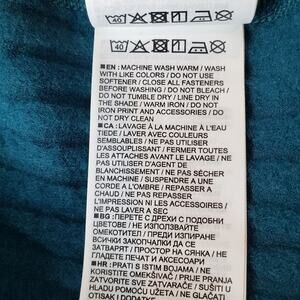 40
40
■ EN : MACHINE WASH WARM / WASH
WITH LIKE COLORS / DO NOT USE
SOFTENER / CLOSE ALL FASTENERS
BEFORE WASHING / DO NOT BLEACH /
DO NOT TUMBLE DRY / LINE DRY IN
THE SHADE / WARM IRON / DO NOT
IRON PRINT AND ACCESSORIES / DO
NOT DRY CLEAN
■ CA : LAVAGE À LA MACHINE À L'EAU
TIEDE / LAVER AVEC COULEURS
SEMBLABLES / NE PAS UTILISER
D'ASSOUPLISSANT / FERMER TOUTES
LES ATTACHES AVANT LE LAVAGE / NE
PAS UTILISER D'AGENT DE
BLANCHISSEMENT / NE PAS SÉCHER
EN MACHINE / SUSPENDRE A UNE
CORDE A L'OMBRE / REPASSER A
CHAUD / NE PAS REPASSER
L'IMPRESSION NI LES ACCESSOIRES /
NE PAS LAVER A SEC
■ BG : ПЕРЕТЕ С ДРЕХИ С ПОДОБНИ
ЦВЕТОВЕ / НЕ ИЗПОЛЗВАЙТЕ
ОМЕКОТИТЕЛ / ПРЕДИ ИЗПИРАНЕ
ВСИЧКИ ЗАКОПЧАЛКИ ДА СЕ
ЗАТВОРЯТ / ПРОСТОР НА СЯНКА / НЕ
ГЛАДЕТЕ ПЕЧАТ И АКСЕСОАРИ
■ HR : PRATI S ISTIM BOJAMA / NE
KORISTITE OMEKŠIVAČ / PRIJE PRANJA
ZATVORITE SVE / SUŠITI U
HLADU POMOĆU UŽETA / NE GLAČATI
OTISAK I DODATKE